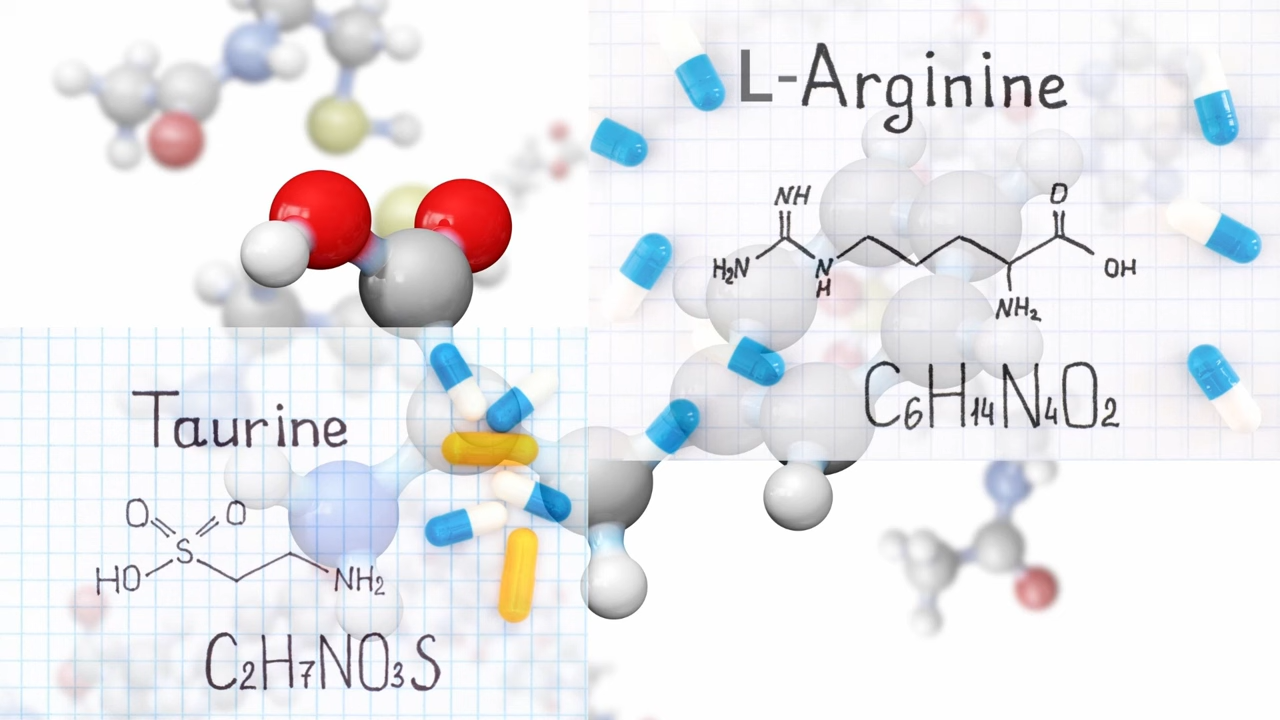 L-Arginine
NH
O
H₂N
N
H
OH
NH₂
C₆H₁₄N₄O₂
Taurine
O
O
S
HO
NH₂
C₂H₇NO₃S